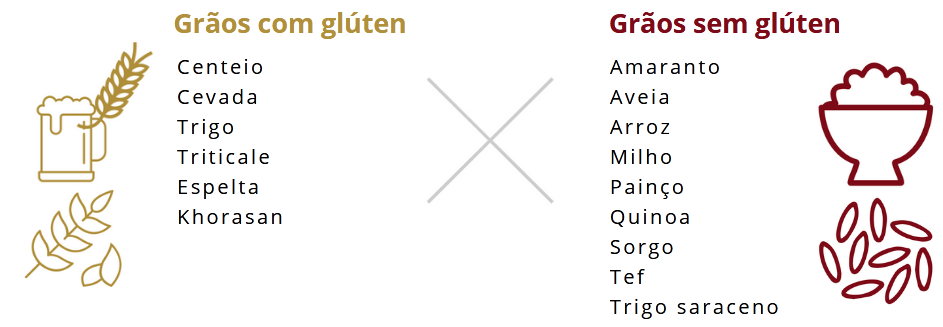 Grãos com glúten
Centeio
Cevada
Trigo
Triticale
Espelta
Khorasan
Grãos sem glúten
Amaranto
Aveia
Arroz
Milho
Painço
Quinoa
Sorgo
Tef
Trigo saraceno